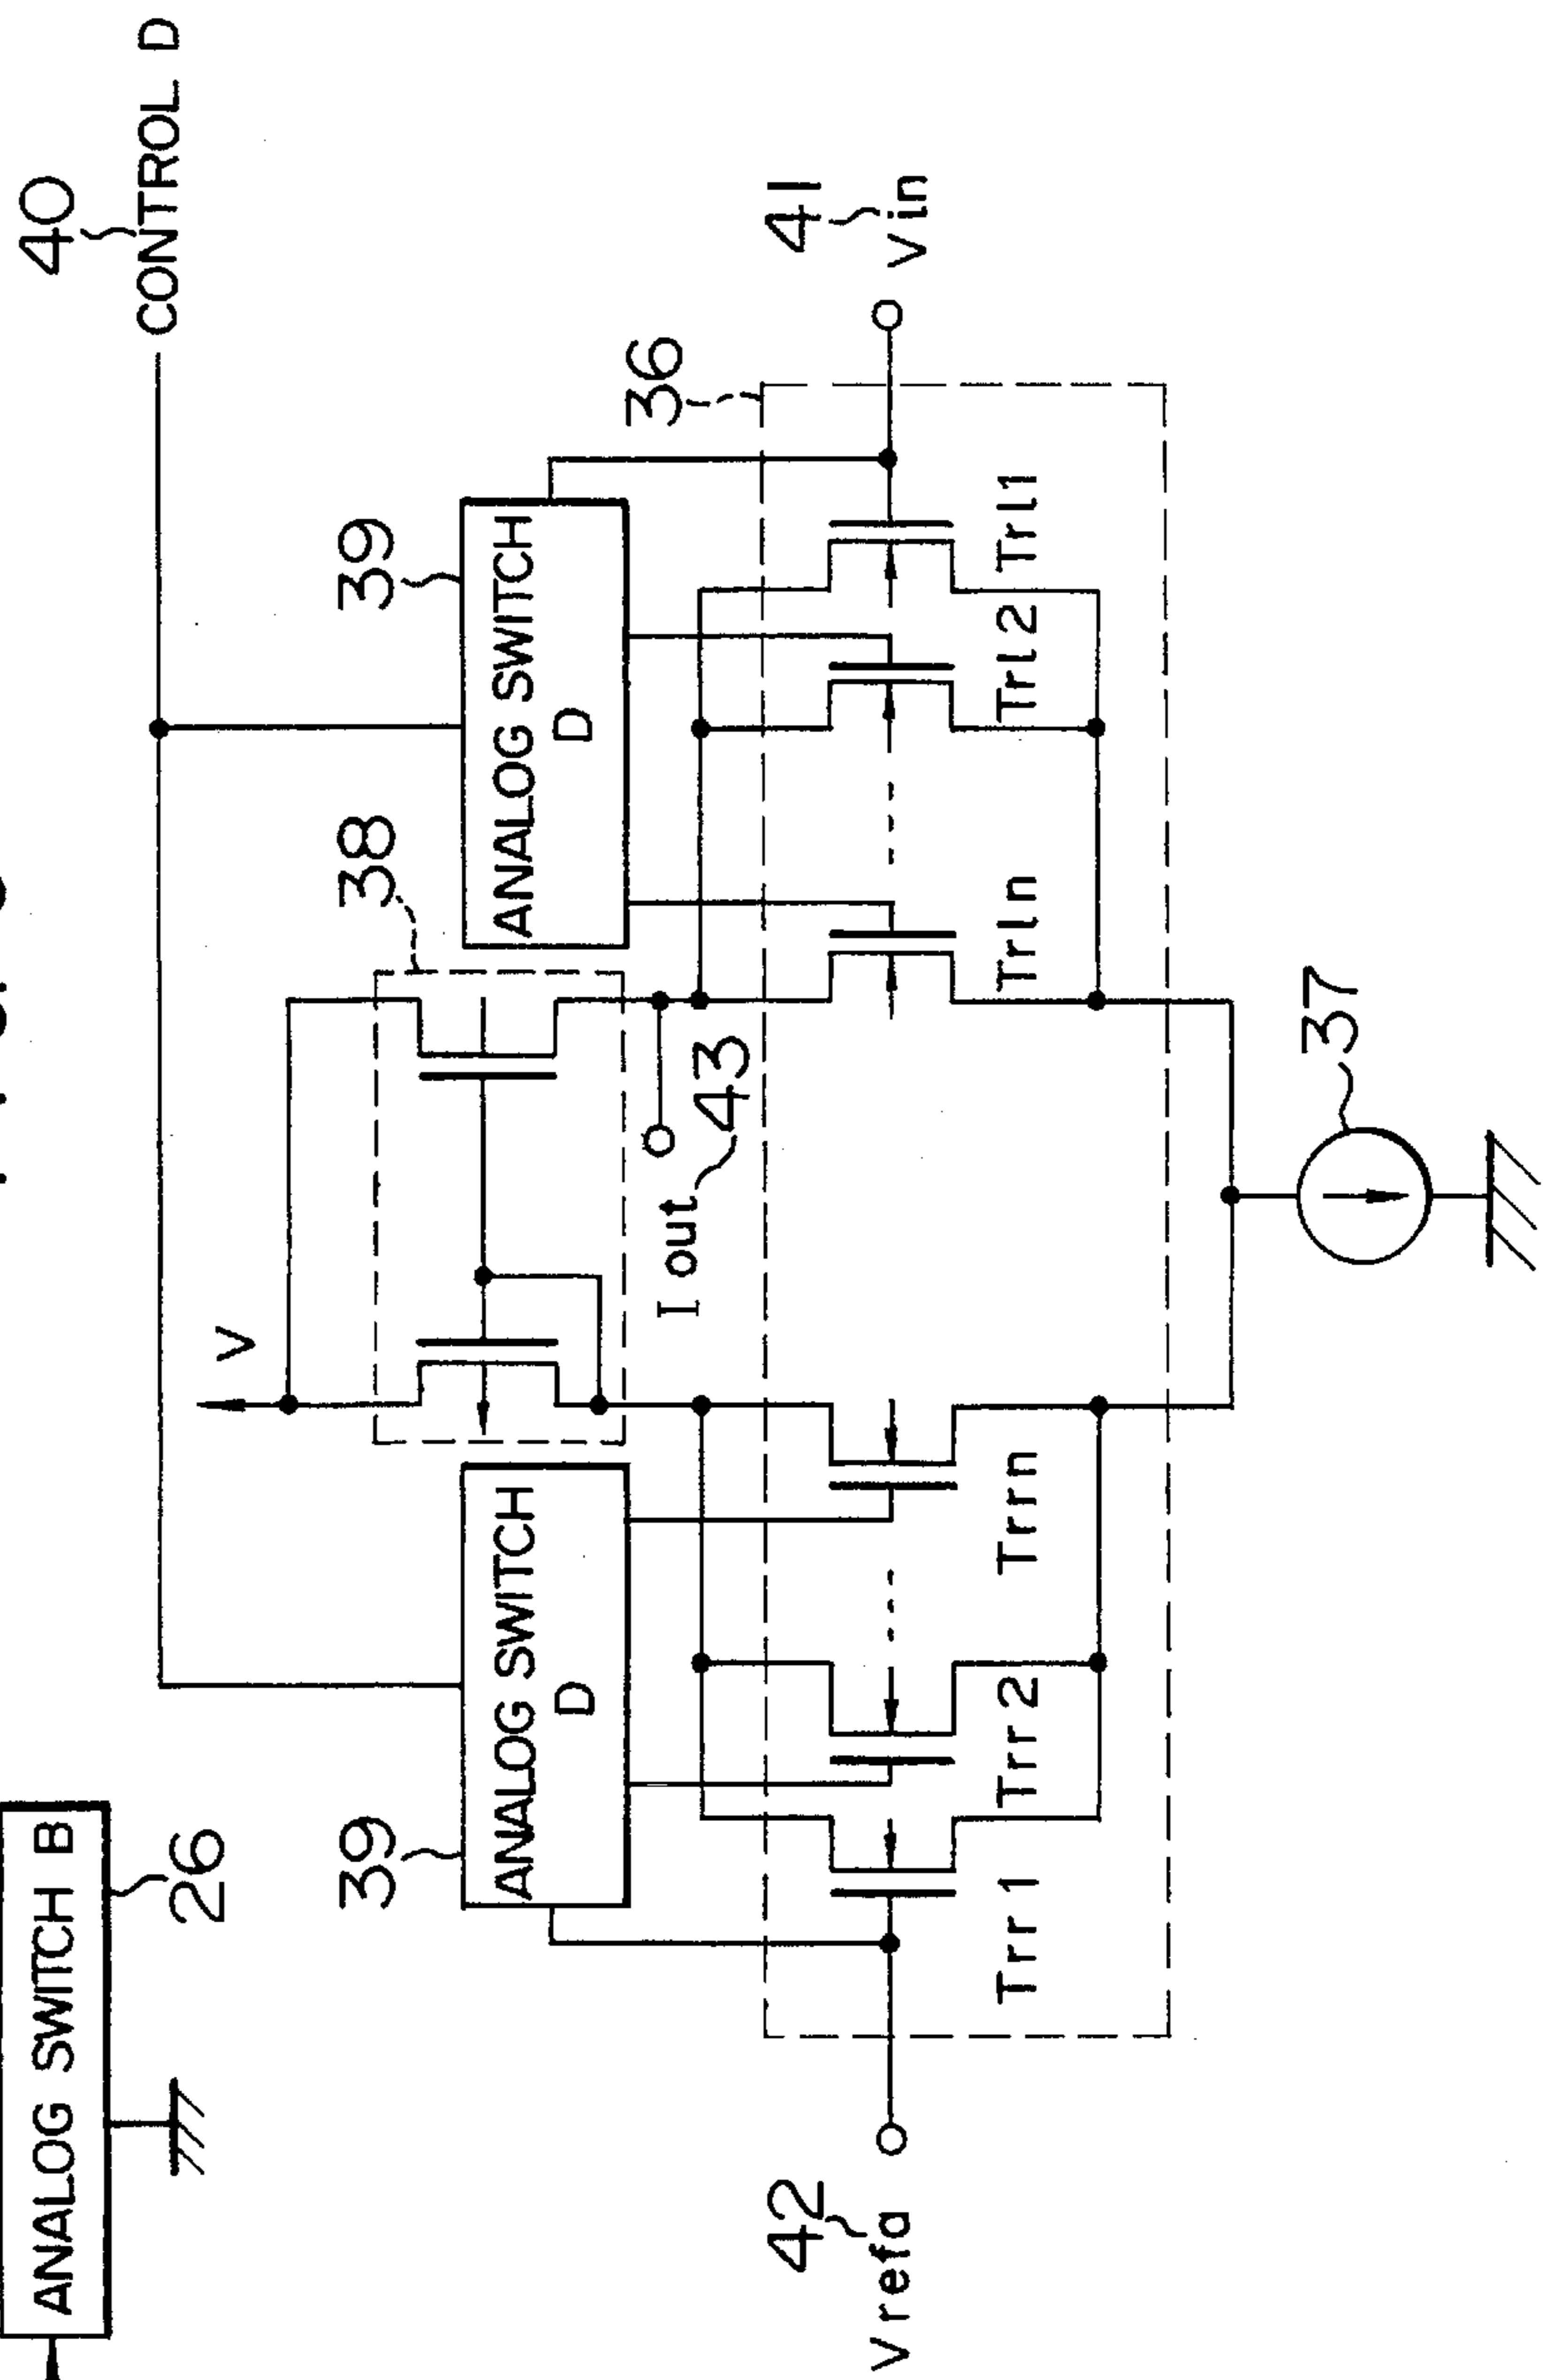 ANALOG SWITCH B
26
40
CONTROL D
V
39
ANALOG SWITCH
D
38
39
ANALOG SWITCH
D
I out
43
36
42
Vrefa
41
Vin
Trr1
Trr2
Trrn
Trln
Trl2
Trl1
37